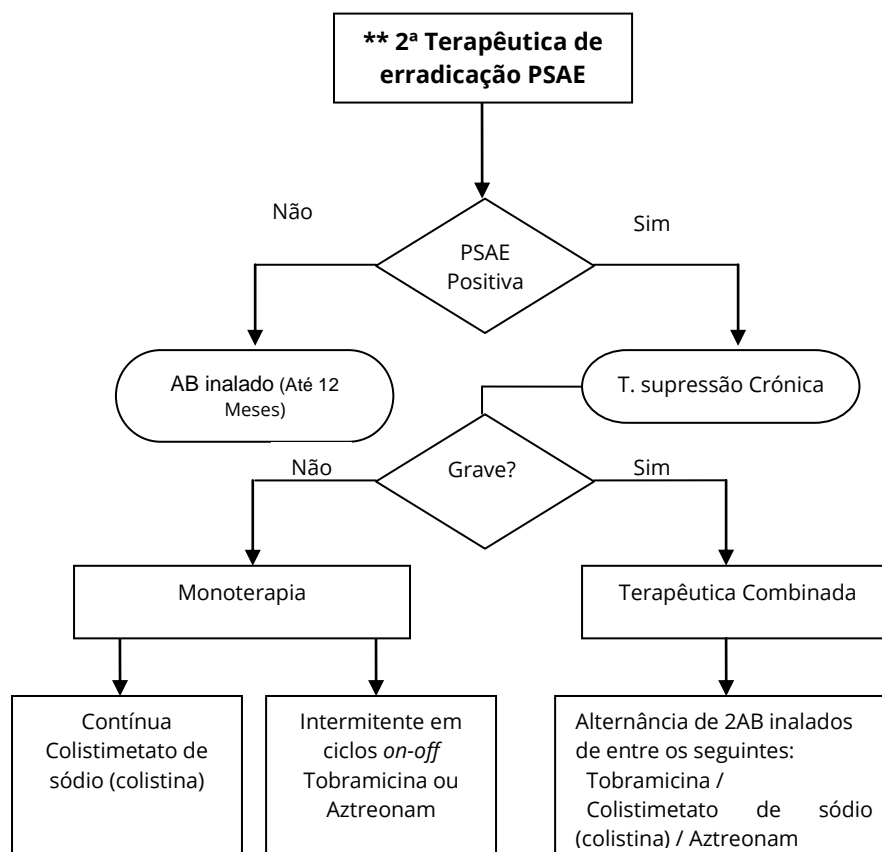 ** 2ª Terapêutica de
erradicação PSAE
Não
Sim
PSAE
Positiva
AB inalado (Até 12
Meses)
T. supressão Crónica
Não
Grave?
Sim
Monoterapia
Terapêutica Combinada
Contínua
Colistimetato de
sódio (colistina)
Intermitente em
ciclos on-off
Tobramicina ou
Aztreonam
Alternância de 2AB inalados
de entre os seguintes:
Tobramicina /
Colistimetato de sódio
(colistina) / Aztreonam